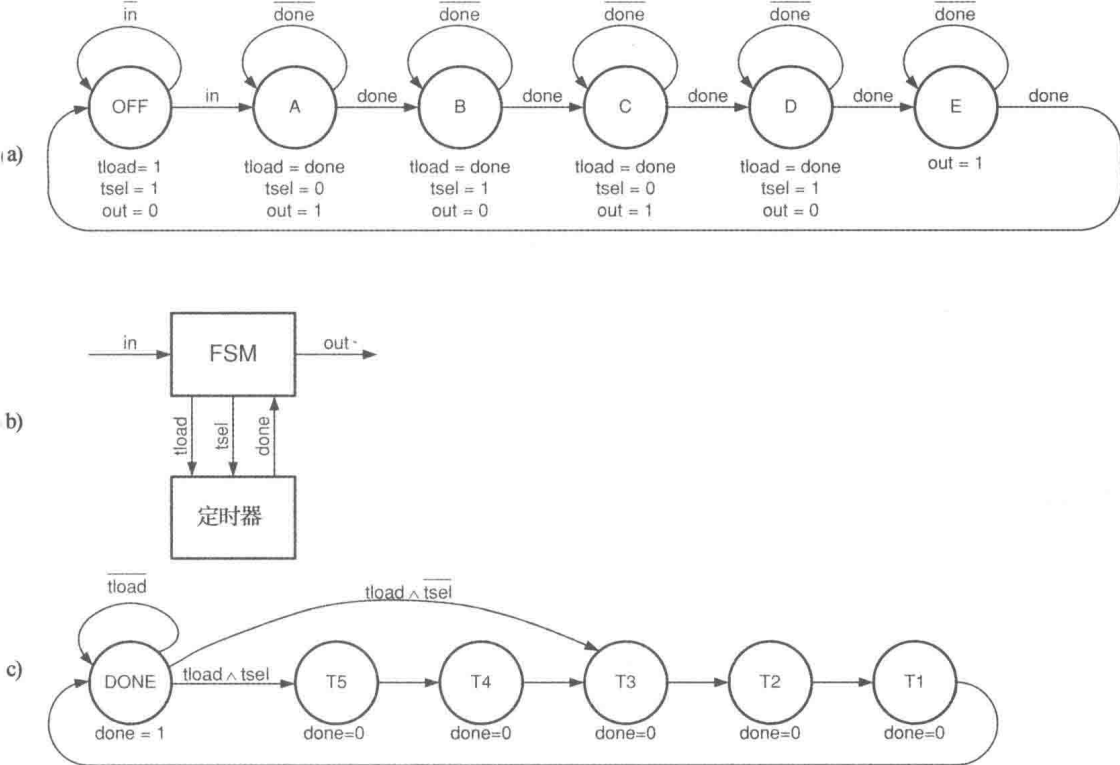 in done done done done done
OFF in A done B done C done D done E done
a)
tload= 1 tload = done tload = done tload = done tload = done out = 1
tsel = 1 tsel = 0 tsel = 1 tsel = 0 tsel = 1
out = 0 out = 1 out = 0 out = 1 out = 0
in FSM out
b)
tload tsel done
定时器
tload tload ∧ tsel
c)
DONE tload ∧ tsel T5 T4 T3 T2 T1
done = 1 done=0 done=0 done=0 done=0 done=0